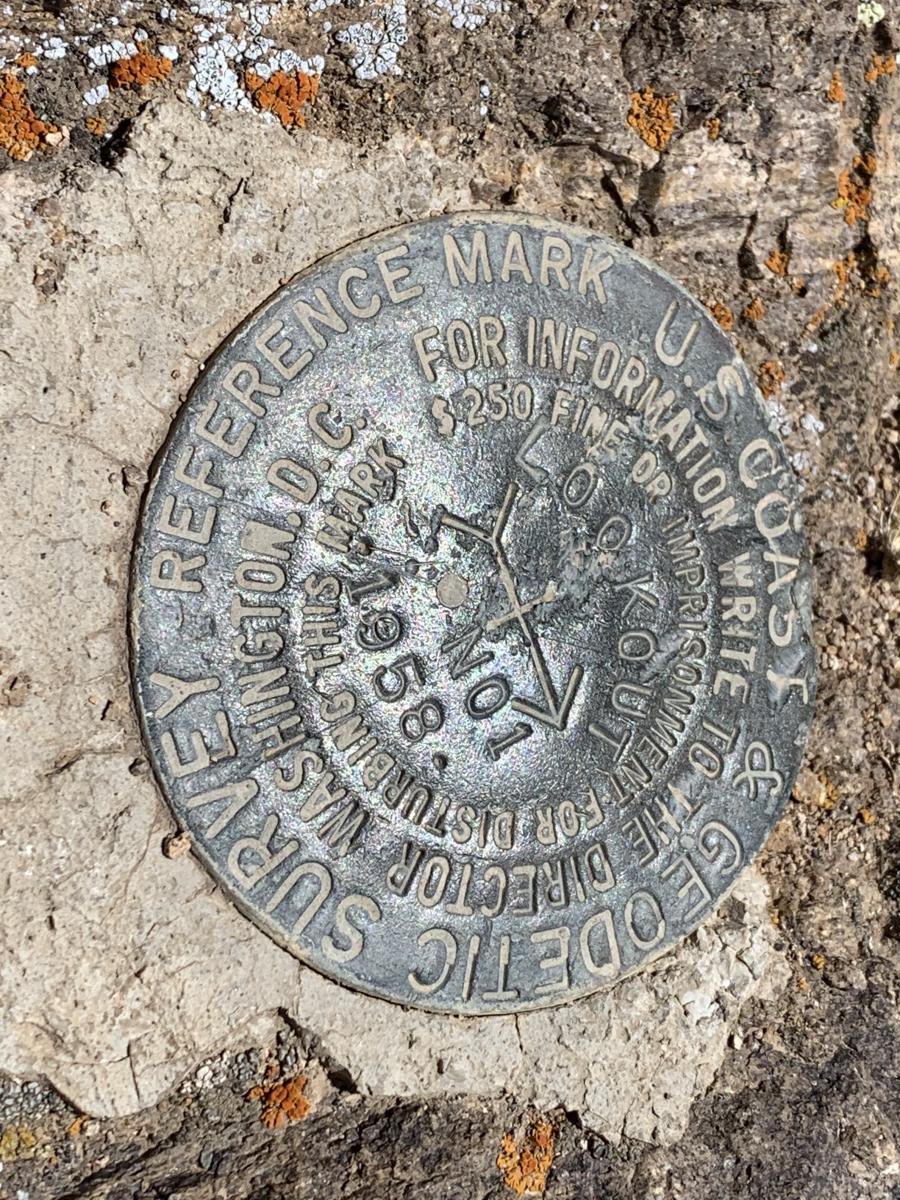 U. S. COAST & GEODETIC SURVEY REFERENCE MARK
FOR INFORMATION WRITE TO THE DIRECTOR WASHINGTON. D. C.
$250 FINE OR IMPRISONMENT FOR DISTURBING THIS MARK
LOOKOUT
NO 1
1958